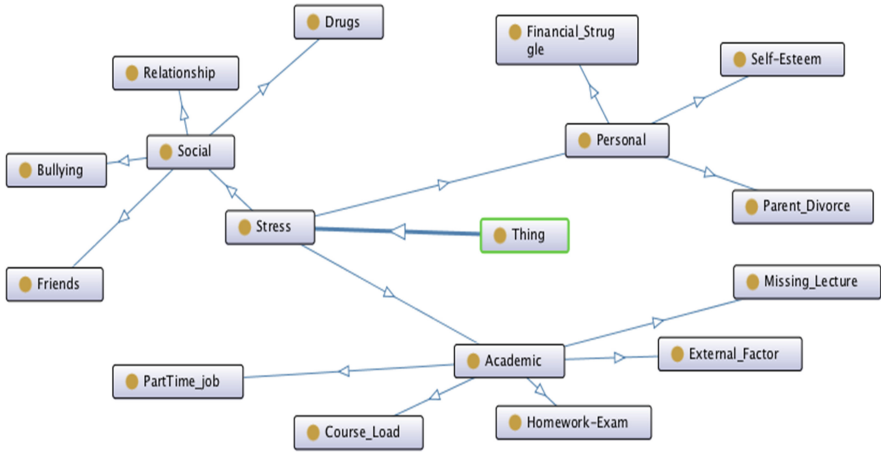 Drugs
Financial_Strug
gle
Self-Esteem
Relationship
Social
Personal
Bullying
Parent_Divorce
Stress
Thing
Friends
Missing_Lecture
Academic
External_Factor
PartTime_job
Course_Load
Homework-Exam